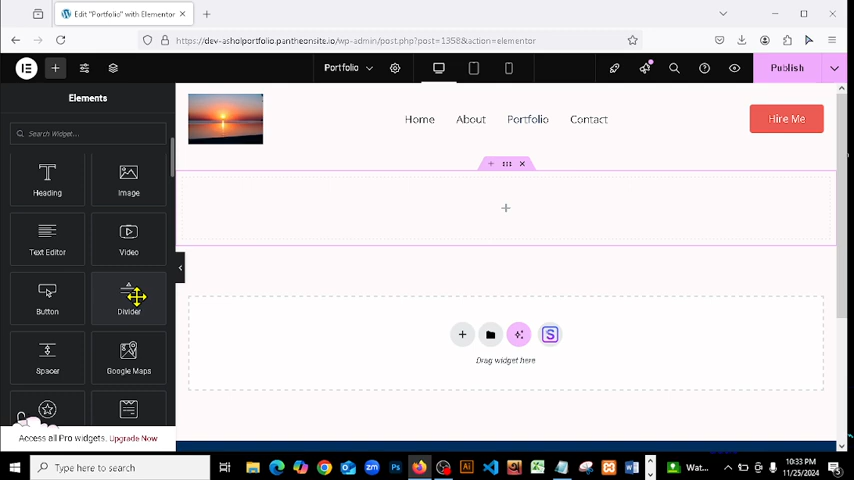 Edit "Portfolio" with Elementor
https://dev-asholportfolio.pantheonsite.io/wp-admin/post.php?post=1358&action=elementor
Portfolio
Publish
Elements
Search Widget...
Heading
Image
Text Editor
Video
Button
Divider
Spacer
Google Maps
Access all Pro widgets. Upgrade Now
Home
About
Portfolio
Contact
Hire Me
Drag widget here
Type here to search
Wat...
10:33 PM
11/25/2024